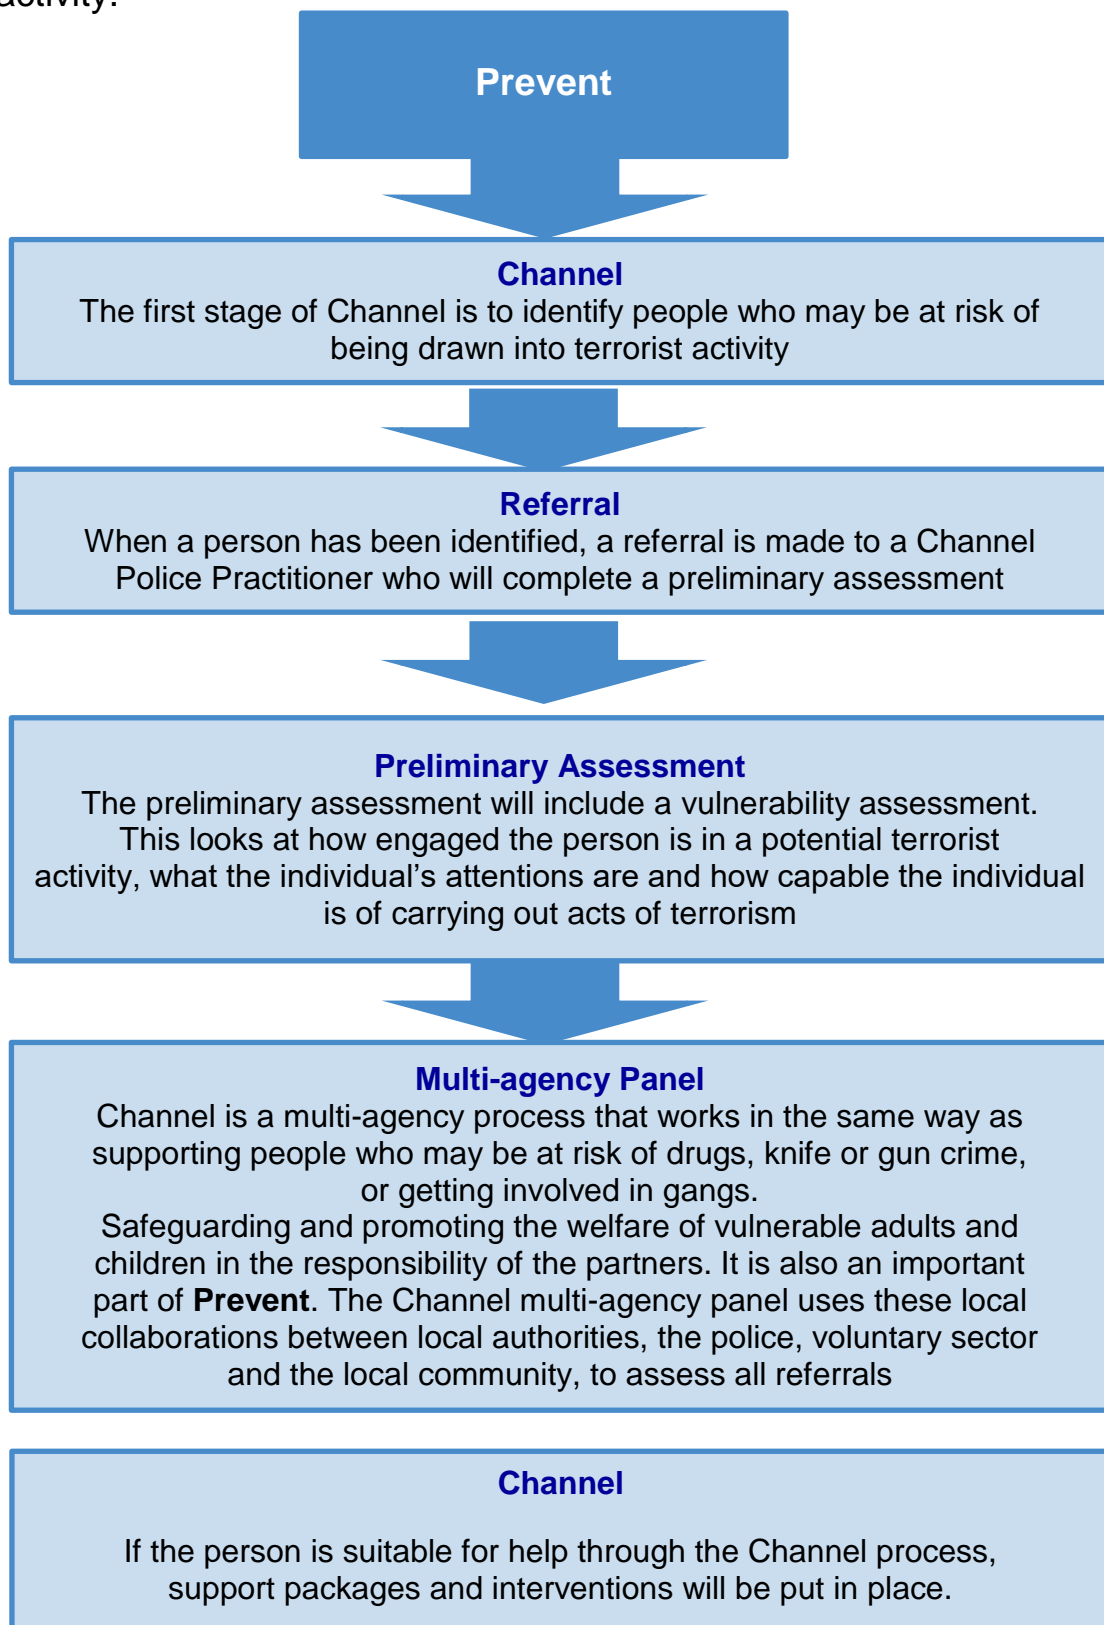 activity.
Prevent
Channel
The first stage of Channel is to identify people who may be at risk of
being drawn into terrorist activity
Referral
When a person has been identified, a referral is made to a Channel
Police Practitioner who will complete a preliminary assessment
Preliminary Assessment
The preliminary assessment will include a vulnerability assessment.
This looks at how engaged the person is in a potential terrorist
activity, what the individual’s attentions are and how capable the individual
is of carrying out acts of terrorism
Multi-agency Panel
Channel is a multi-agency process that works in the same way as
supporting people who may be at risk of drugs, knife or gun crime,
or getting involved in gangs.
Safeguarding and promoting the welfare of vulnerable adults and
children in the responsibility of the partners. It is also an important
part of Prevent. The Channel multi-agency panel uses these local
collaborations between local authorities, the police, voluntary sector
and the local community, to assess all referrals
Channel
If the person is suitable for help through the Channel process,
support packages and interventions will be put in place.